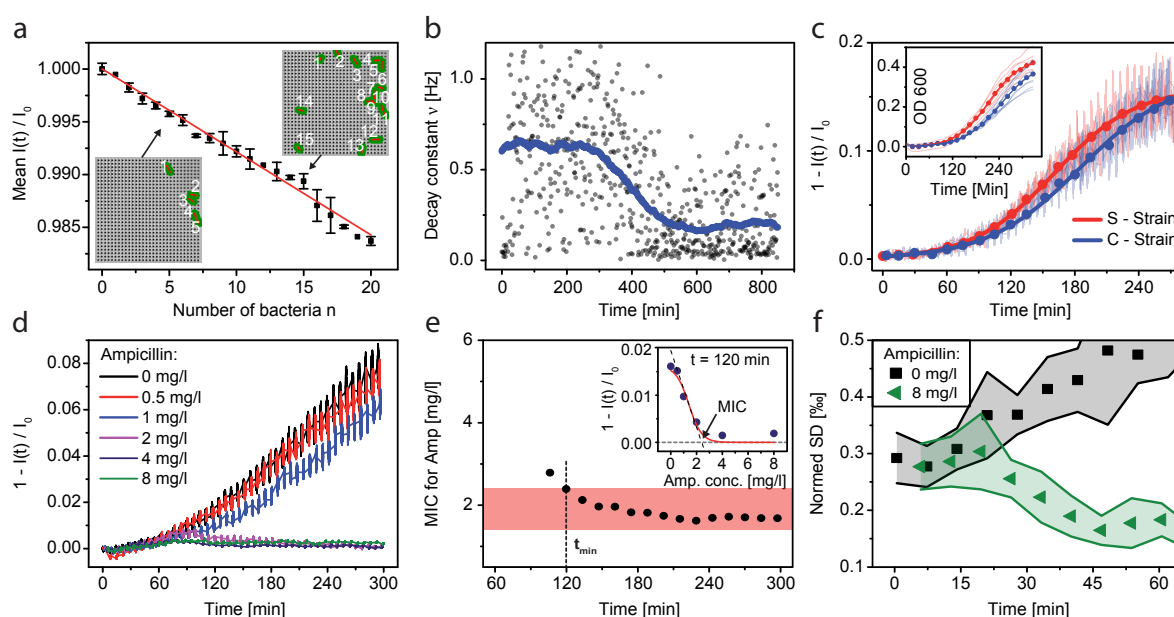 a
Mean I(t) / I0
1.000
0.995
0.990
0.985
0 5 10 15 20
Number of bacteria n
1
2
3
4
5
1 2 3 4
5
6
7
8
9
10
14
15
13
b
Decay constant ν [Hz]
1.2
0.6
0.0
0 200 400 600 800
Time [min]
c
1 - I(t) / I0
0.2
0.1
0.0
OD 600
0.4
0.2
0.0
0 120 240
Time [Min]
S - Strain
C - Strain
0 60 120 180 240
Time [min]
d
1 - I(t) / I0
0.08
0.06
0.04
0.02
0.00
Ampicillin:
0 mg/l
0.5 mg/l
1 mg/l
2 mg/l
4 mg/l
8 mg/l
0 60 120 180 240 300
Time [min]
e
MIC for Amp [mg/l]
6
4
2
1 - I(t) / I0
0.02
0.01
0.00
t = 120 min
MIC
0 2 4 6 8
Amp. conc. [mg/l]
tmin
60 120 180 240 300
Time [min]
f
Normed SD [‰]
0.5
0.4
0.3
0.2
0.1
Ampicillin:
0 mg/l
8 mg/l
0 15 30 45 60
Time [min]